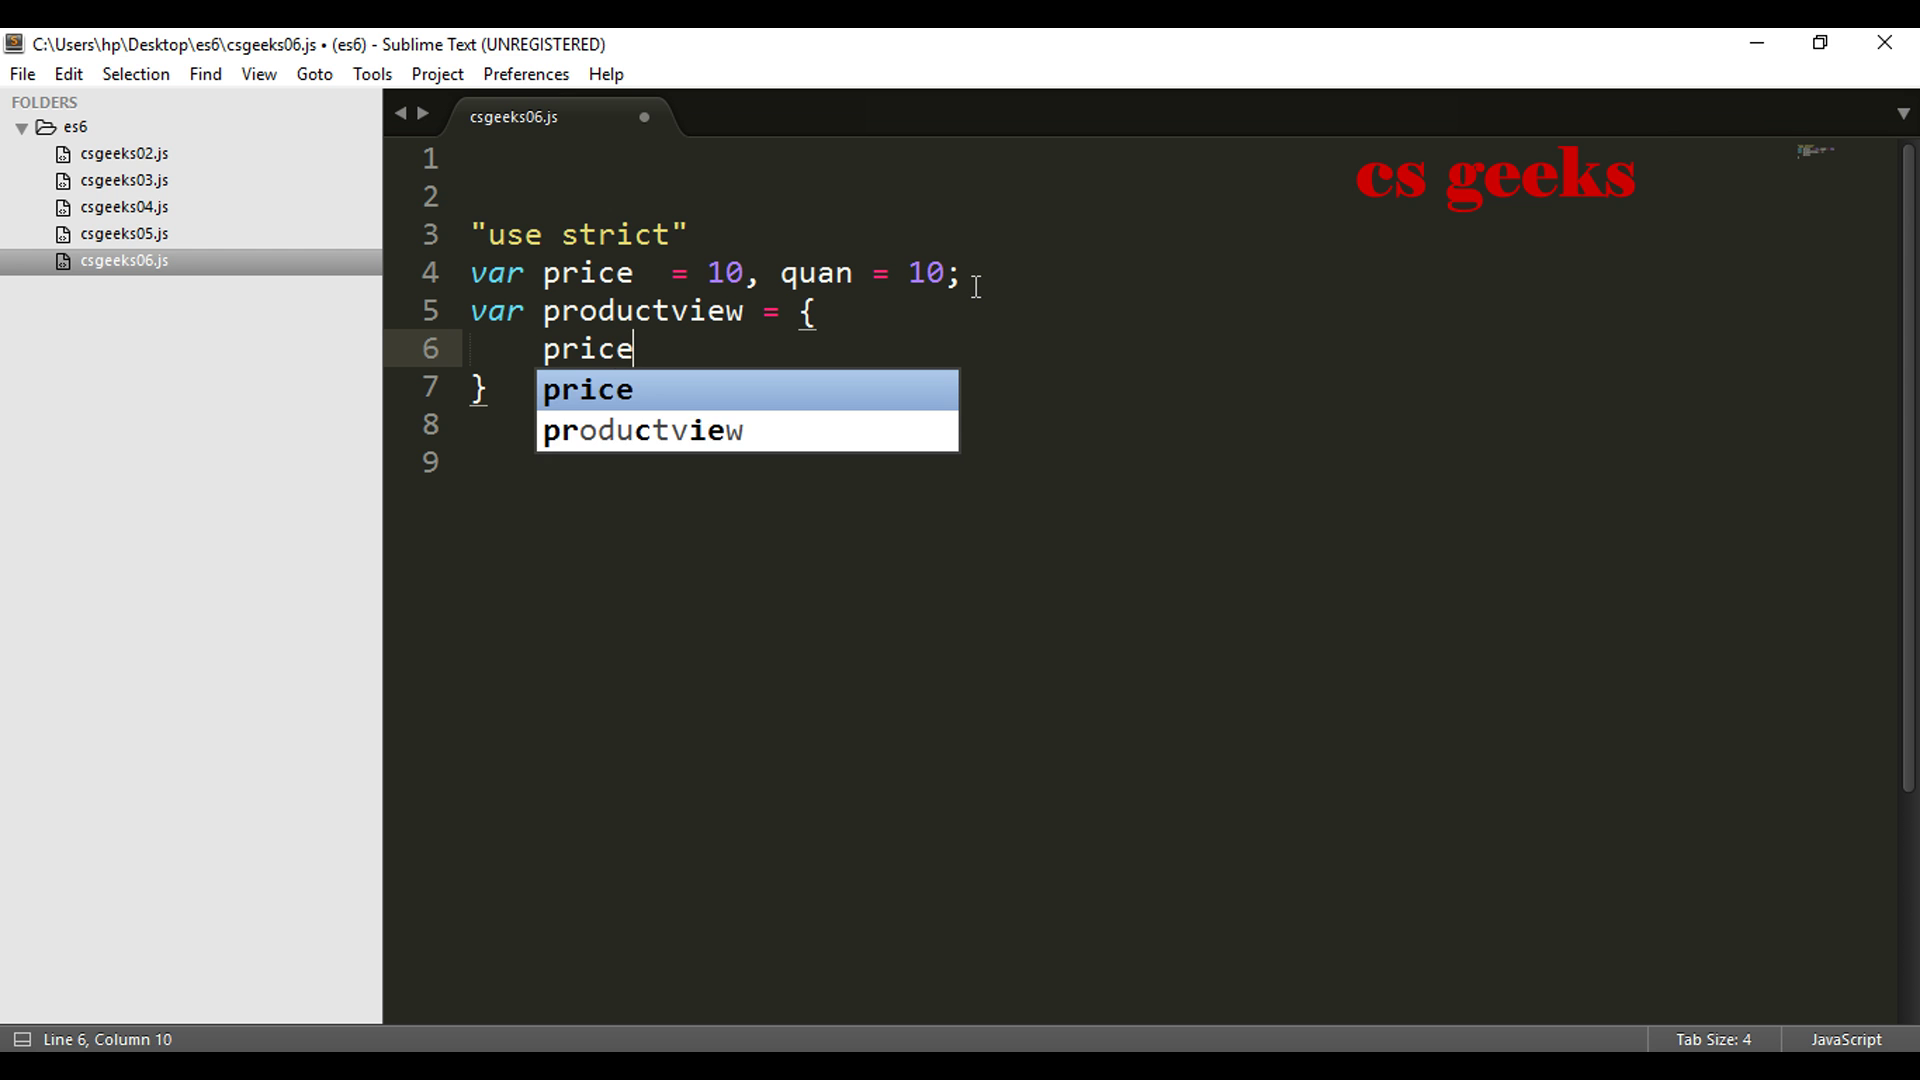 C:\Users\hp\Desktop\es6\csgeeks06.js • (es6) - Sublime Text (UNREGISTERED)
File Edit Selection Find View Goto Tools Project Preferences Help
FOLDERS
es6
csgeeks02.js
csgeeks03.js
csgeeks04.js
csgeeks05.js
csgeeks06.js
csgeeks06.js
cs geeks
1
2
3 "use strict"
4 var price  = 10, quan = 10;
5 var productview = {
6     price
7 }
8
9
price
productview
Line 6, Column 10
Tab Size: 4
JavaScript